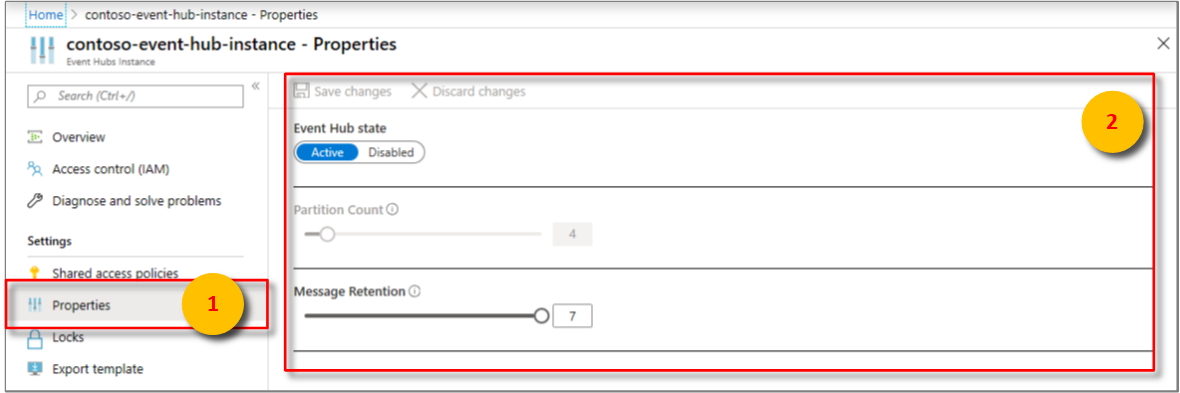 Home > contoso-event-hub-instance - Properties
contoso-event-hub-instance - Properties
Event Hubs Instance
Search (Ctrl+/)
Overview
Access control (IAM)
Diagnose and solve problems
Settings
Shared access policies
Properties
1
Locks
Export template
Save changes
Discard changes
2
Event Hub state
Active
Disabled
Partition Count
4
Message Retention
7